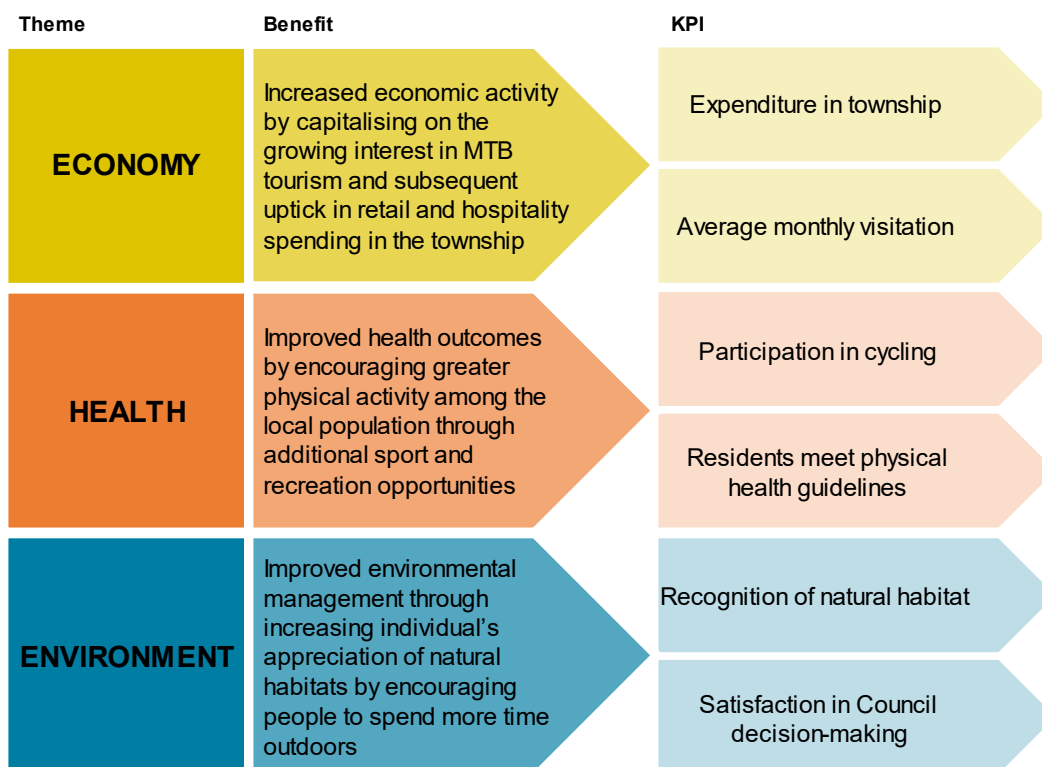 Theme Benefit KPI
ECONOMY
Increased economic activity
by capitalising on the
growing interest in MTB
tourism and subsequent
uptick in retail and hospitality
spending in the township
Expenditure in township
Average monthly visitation
HEALTH
Improved health outcomes
by encouraging greater
physical activity among the
local population through
additional sport and
recreation opportunities
Participation in cycling
Residents meet physical
health guidelines
ENVIRONMENT
Improved environmental
management through
increasing individual’s
appreciation of natural
habitats by encouraging
people to spend more time
outdoors
Recognition of natural habitat
Satisfaction in Council
decision-making